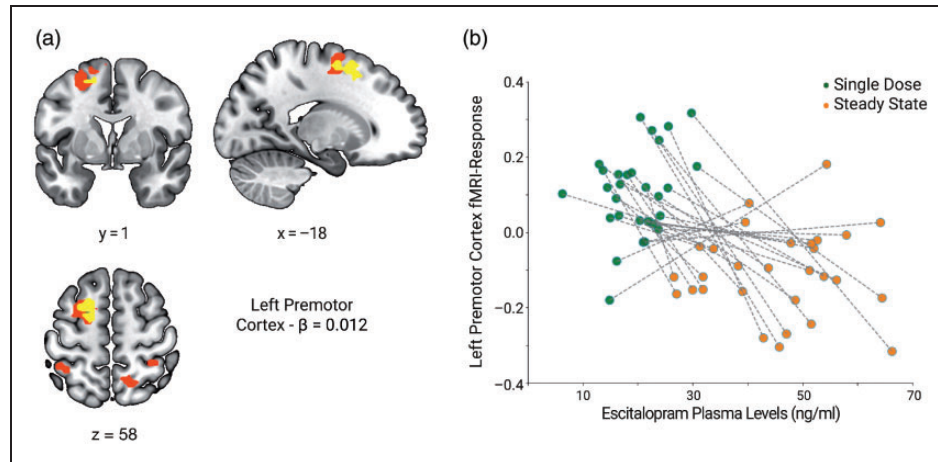 (a)
y = 1
x = −18
z = 58
Left Premotor
Cortex - β = 0.012
(b)
Left Premotor Cortex fMRI-Response
0.4
0.2
0.0
−0.2
−0.4
Single Dose
Steady State
10
30
50
70
Escitalopram Plasma Levels (ng/ml)